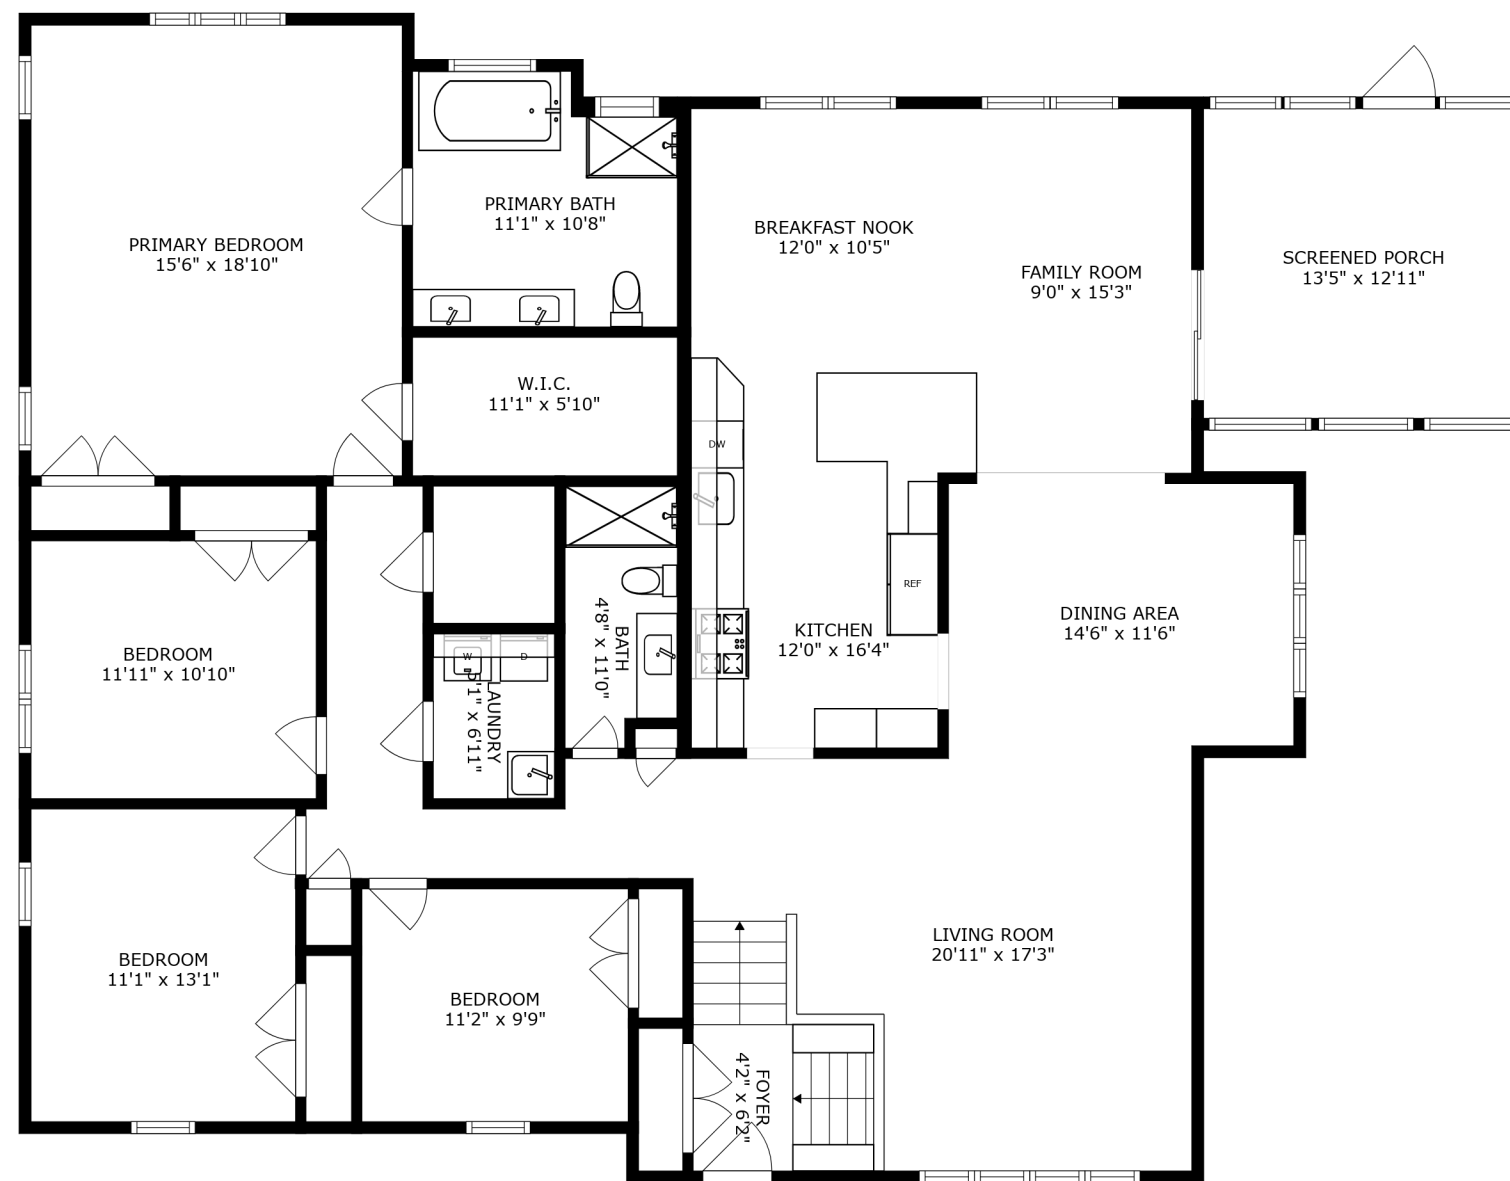 PRIMARY BEDROOM
15'6" x 18'10"
PRIMARY BATH
11'1" x 10'8"
BREAKFAST NOOK
12'0" x 10'5"
FAMILY ROOM
9'0" x 15'3"
SCREENED PORCH
13'5" x 12'11"
W.I.C.
11'1" x 5'10"
DW
REF
BEDROOM
11'11" x 10'10"
W
D
LAUNDRY
5'1" x 6'11"
BATH
4'8" x 11'0"
KITCHEN
12'0" x 16'4"
DINING AREA
14'6" x 11'6"
BEDROOM
11'1" x 13'1"
BEDROOM
11'2" x 9'9"
LIVING ROOM
20'11" x 17'3"
FOYER
4'2" x 6'2"